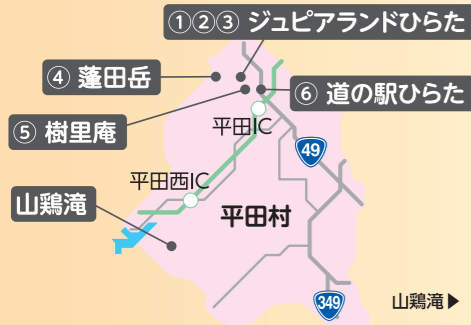 ①②③ ジュピアランドひらた
④ 蓬田岳
⑥ 道の駅ひらた
⑤ 樹里庵
平田IC
49
平田西IC
山鶏滝
平田村
349
山鶏滝▶